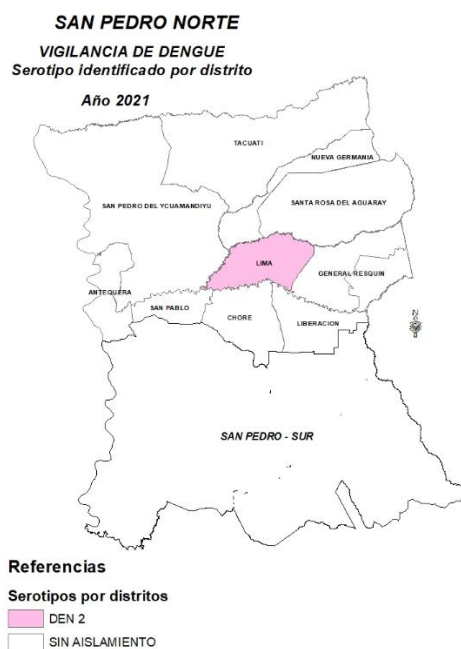 SAN PEDRO NORTE
VIGILANCIA DE DENGUE
Serotipo identificado por distrito
Año 2021
TACUATI
NUEVA GERMANIA
SAN PEDRO DEL YCUAMANDIYU
SANTA ROSA DEL AGUARAY
LIMA
GENERAL RESQUIN
ANTEQUERA
SAN PABLO
CHORE
LIBERACION
N
SAN PEDRO - SUR
Referencias
Serotipos por distritos
DEN 2
SIN AISLAMIENTO